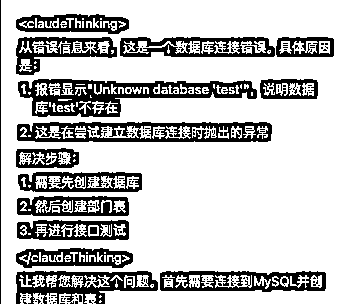 <claudeThinking>
从错误信息来看，这是一个数据库连接错误。具体原因
是：
1. 报错显示"Unknown database 'test'"，说明数据
库'test'不存在
2. 这是在尝试建立数据库连接时抛出的异常
解决步骤：
1. 需要先创建数据库
2. 然后创建部门表
3. 再进行接口测试
</claudeThinking>
让我帮您解决这个问题。首先需要连接到MySQL并创
建数据库和表：